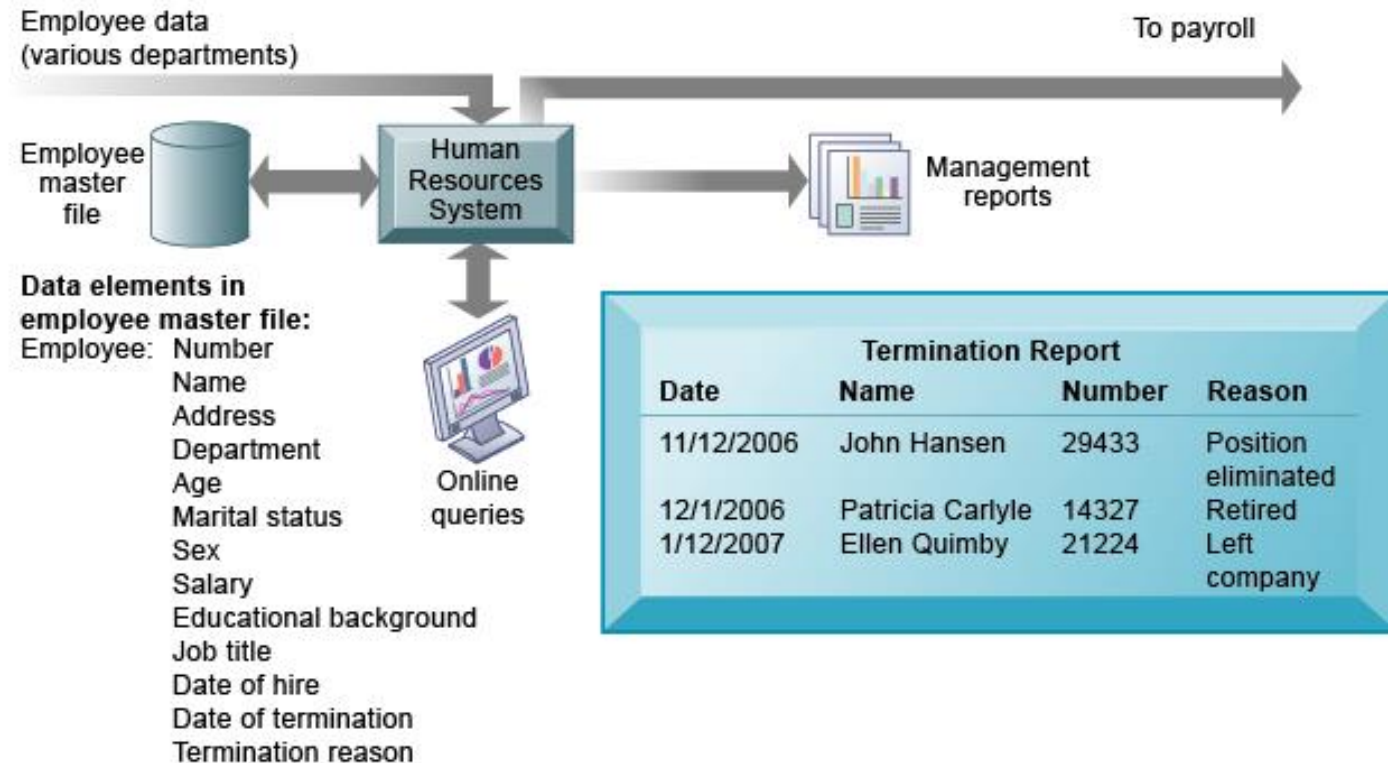 Employee data
(various departments)
To payroll
Employee
master
file
Human
Resources
System
Management
reports
Data elements in
employee master file:
Employee: Number
Name
Address
Department
Age
Marital status
Sex
Salary
Educational background
Job title
Date of hire
Date of termination
Termination reason
Online
queries
Termination Report
Date Name Number Reason
11/12/2006 John Hansen 29433 Position
eliminated
12/1/2006 Patricia Carlyle 14327 Retired
1/12/2007 Ellen Quimby 21224 Left
company